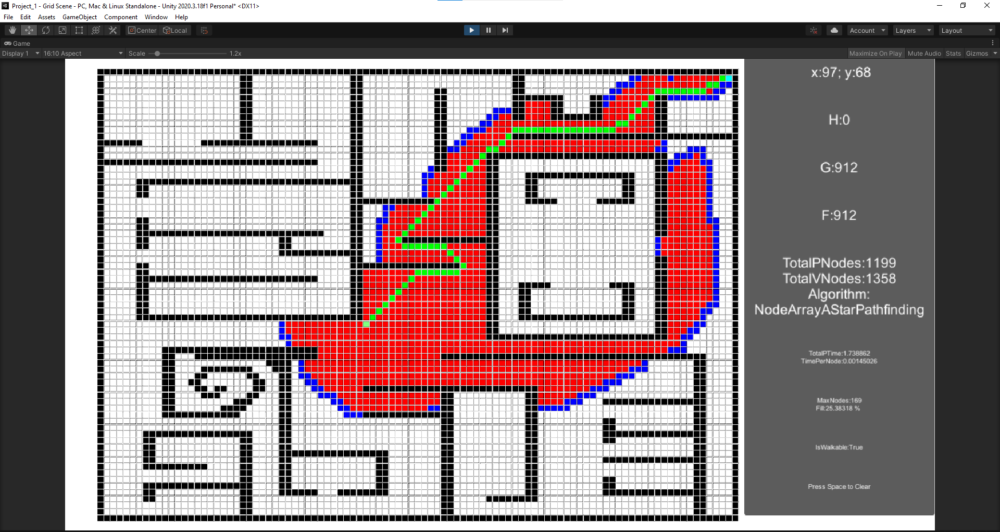 Project_1 - Grid Scene - PC, Mac & Linux Standalone - Unity 2020.3.18f1 Personal* <DX11>
File Edit Assets GameObject Component Window Help
Center Local Account Layers Layout
Game
Display 1 16:10 Aspect Scale 1.2x Maximize On Play Mute Audio Stats Gizmos
x:97; y:68
H:0
G:912
F:912
TotalPNodes:1199
TotalVNodes:1358
Algorithm:
NodeArrayAStarPathfinding
TotalPTime:1.738862
TimePerNode:0.00145026
MaxNodes:169
Fill:25.38318 %
IsWalkable:True
Press Space to Clear